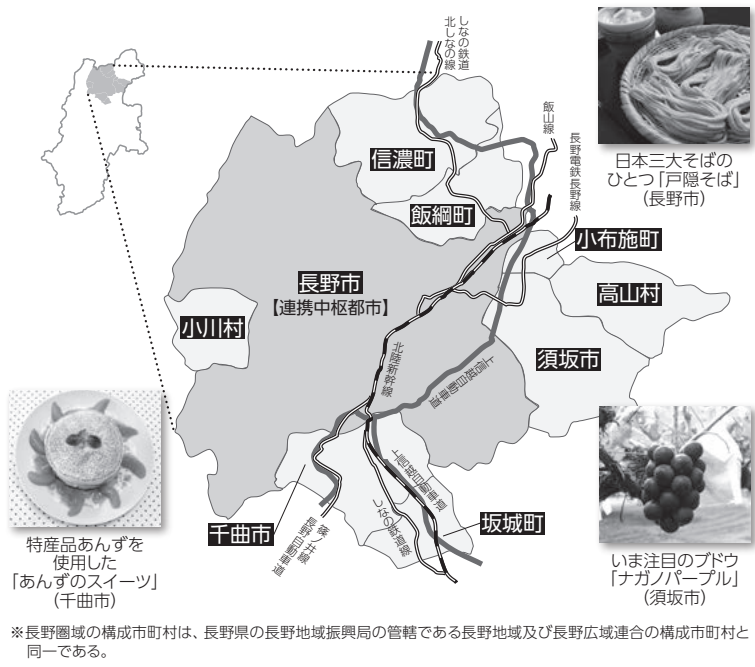 しなの鉄道
北しなの線
飯山線
長野電鉄長野線
日本三大そばの
ひとつ「戸隠そば」
(長野市)
信濃町
飯綱町
小布施町
高山村
長野市
【連携中枢都市】
小川村
須坂市
北陸新幹線
上信越自動車道
上信越自動車道
しなの鉄道線
篠ノ井線
長野自動車道
千曲市
坂城町
特産品あんずを
使用した
「あんずのスイーツ」
(千曲市)
いま注目のブドウ
「ナガノパープル」
(須坂市)
※長野圏域の構成市町村は、長野県の長野地域振興局の管轄である長野地域及び長野広域連合の構成市町村と
同一である。